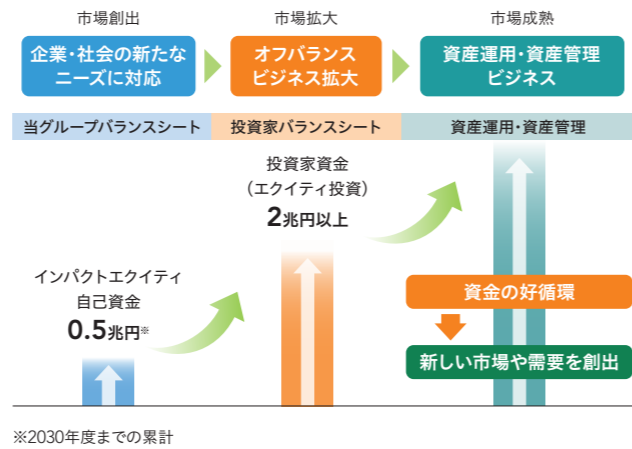 市場創出
市場拡大
市場成熟
企業・社会の新たな
ニーズに対応
オフバランス
ビジネス拡大
資産運用・資産管理
ビジネス
当グループバランスシート
投資家バランスシート
資産運用・資産管理
投資家資金
（エクイティ投資）
2兆円以上
インパクトエクイティ
自己資金
0.5兆円※
資金の好循環
新しい市場や需要を創出
※2030年度までの累計